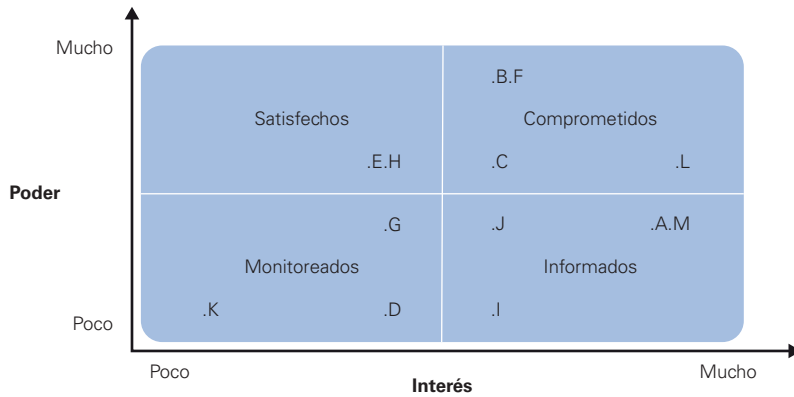 Mucho
.B.F
Satisfechos
Comprometidos
.E.H
.C
.L
Poder
.G
.J
.A.M
Monitoreados
Informados
.K
.D
.I
Poco
Poco
Mucho
Interés